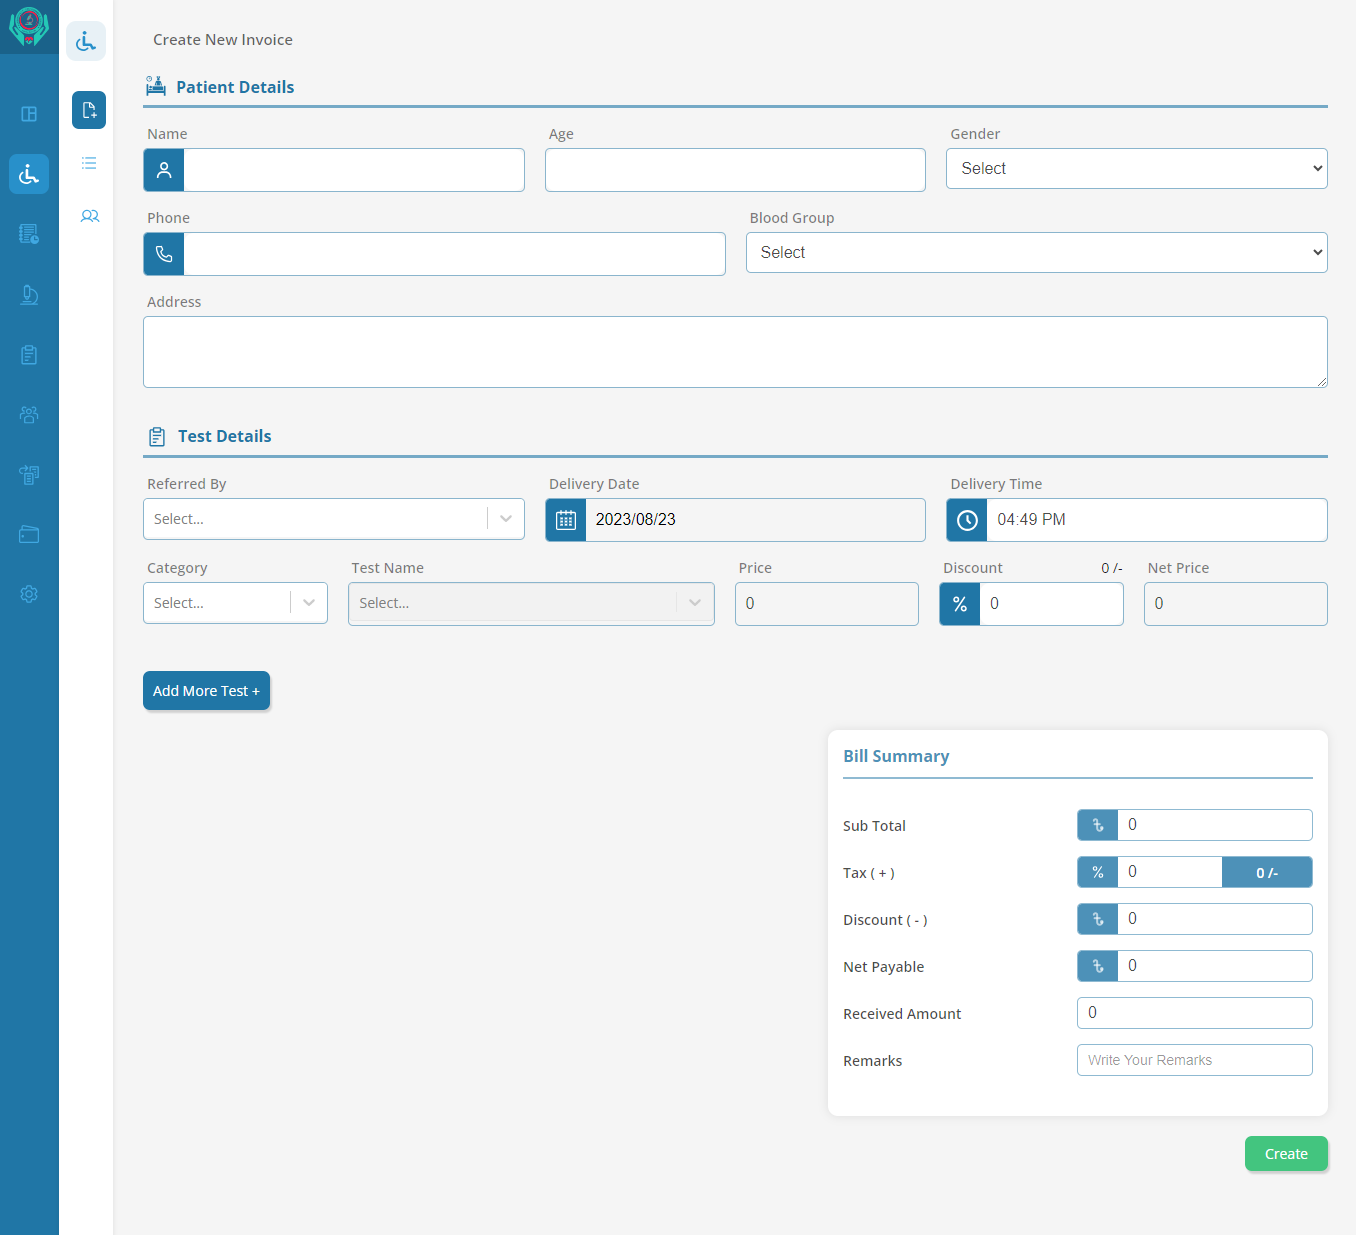 Create New Invoice
Patient Details
Name Age Gender
Select
Phone Blood Group
Select
Address
Test Details
Referred By Delivery Date Delivery Time
Select... 2023/08/23 04:49 PM
Category Test Name Price Discount 0 /- Net Price
Select... Select... 0 % 0 0
Add More Test +
Bill Summary
Sub Total ৳ 0
Tax ( + ) % 0 0 /-
Discount ( - ) ৳ 0
Net Payable ৳ 0
Received Amount 0
Remarks Write Your Remarks
Create